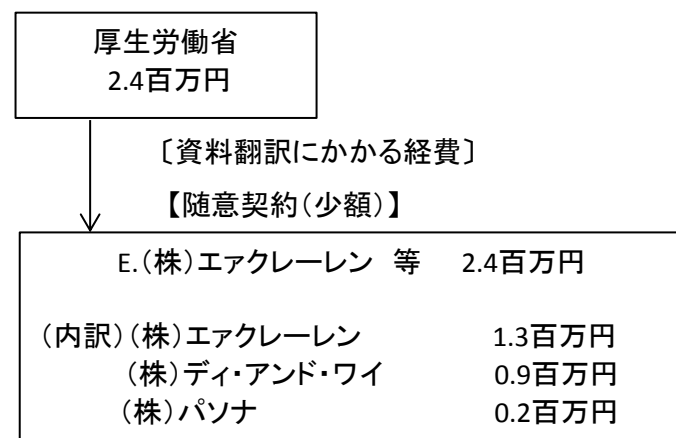 厚生労働省
2.4百万円
〔資料翻訳にかかる経費〕
【随意契約（少額）】
E.（株）エァクレーレン 等 2.4百万円
（内訳）（株）エァクレーレン 1.3百万円
（株）ディ・アンド・ワイ 0.9百万円
（株）パソナ 0.2百万円